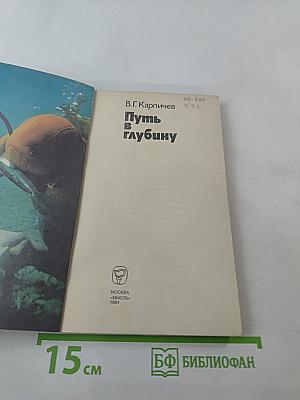 В.Г. Карпичев
Путь
в
глубину
МОСКВА
«МЫСЛЬ»
1984
15 см
БФ БИБЛИОФАН